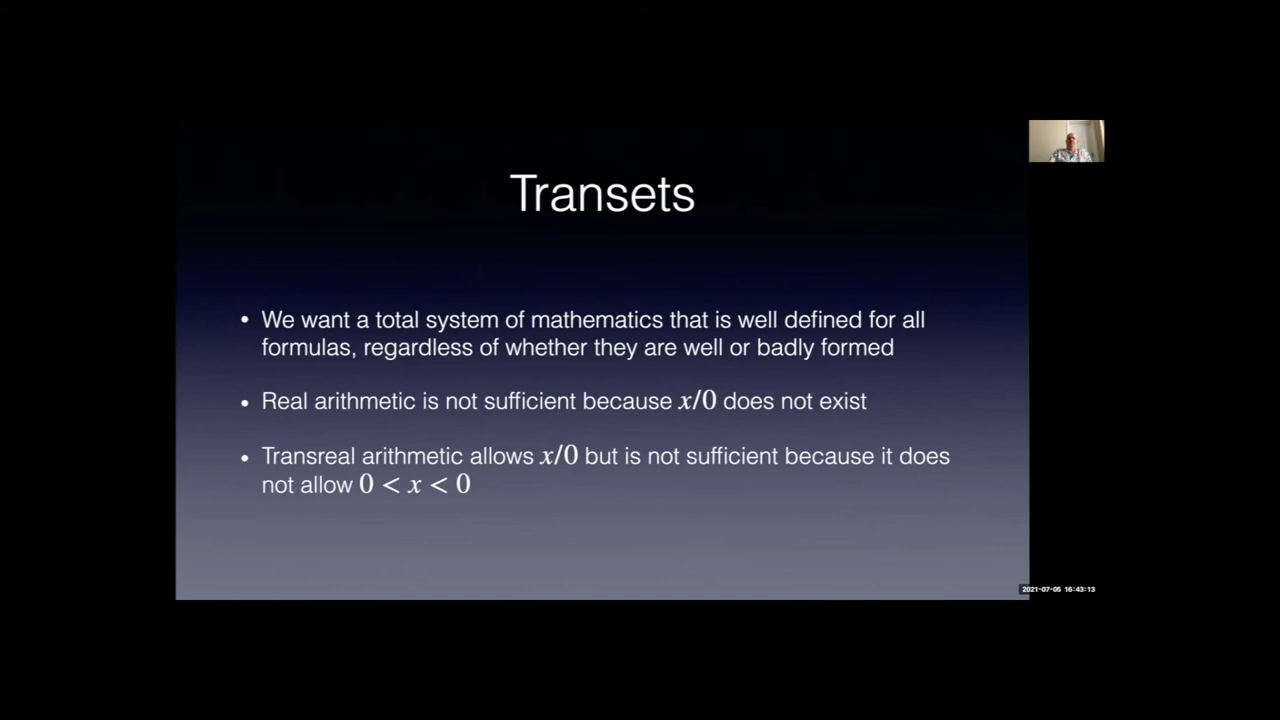 Transets
• We want a total system of mathematics that is well defined for all
formulas, regardless of whether they are well or badly formed
• Real arithmetic is not sufficient because x/0 does not exist
• Transreal arithmetic allows x/0 but is not sufficient because it does
not allow 0 < x < 0
2021-07-05 16:43:13